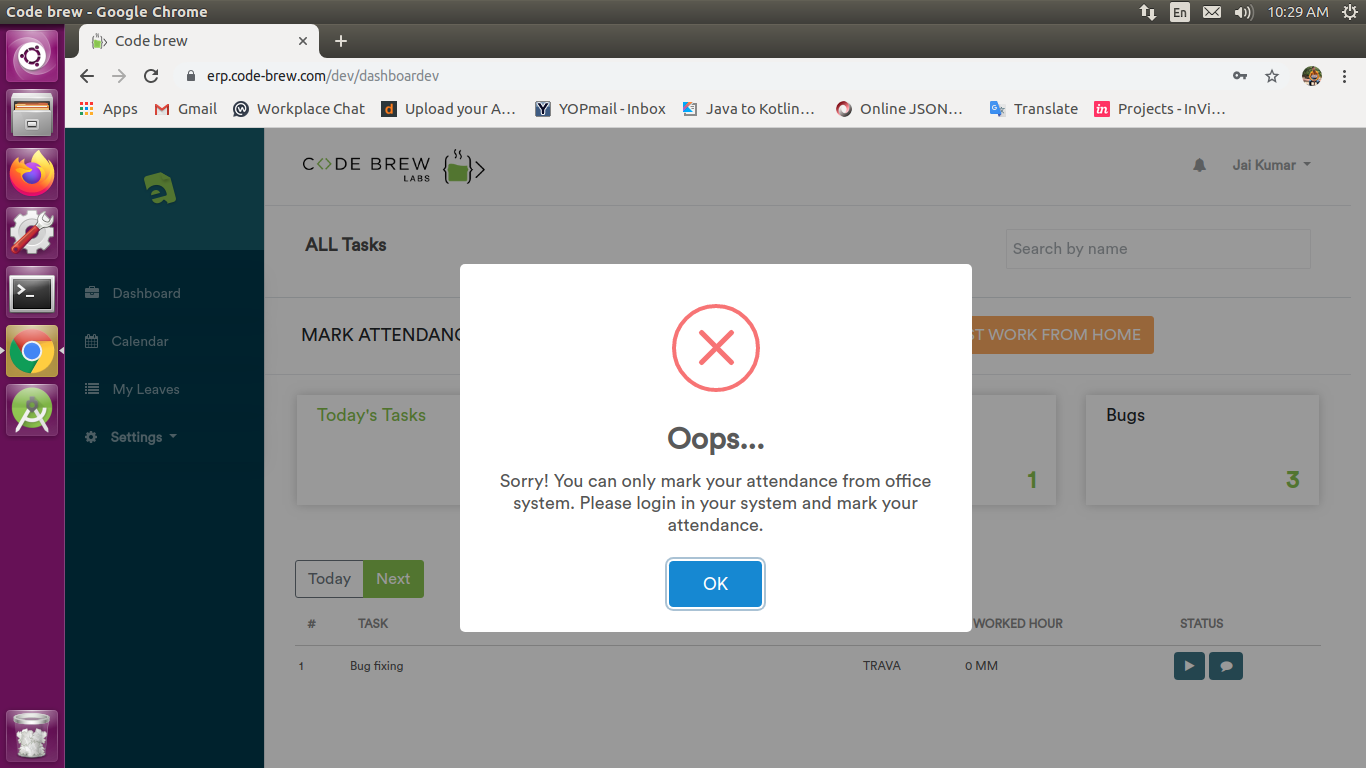 Code brew - Google Chrome
En
10:29 AM
Code brew
erp.code-brew.com/dev/dashboardev
Apps
Gmail
Workplace Chat
Upload your A...
YOPmail - Inbox
Java to Kotlin...
Online JSON...
Translate
Projects - InVi...
C<>DE BREW
LABS
Jai Kumar
ALL Tasks
Search by name
Dashboard
Calendar
My Leaves
Settings
MARK ATTENDANC
ST WORK FROM HOME
Today's Tasks
1
Bugs
3
Oops...
Sorry! You can only mark your attendance from office
system. Please login in your system and mark your
attendance.
OK
Today
Next
# TASK WORKED HOUR STATUS
1 Bug fixing TRAVA 0 MM